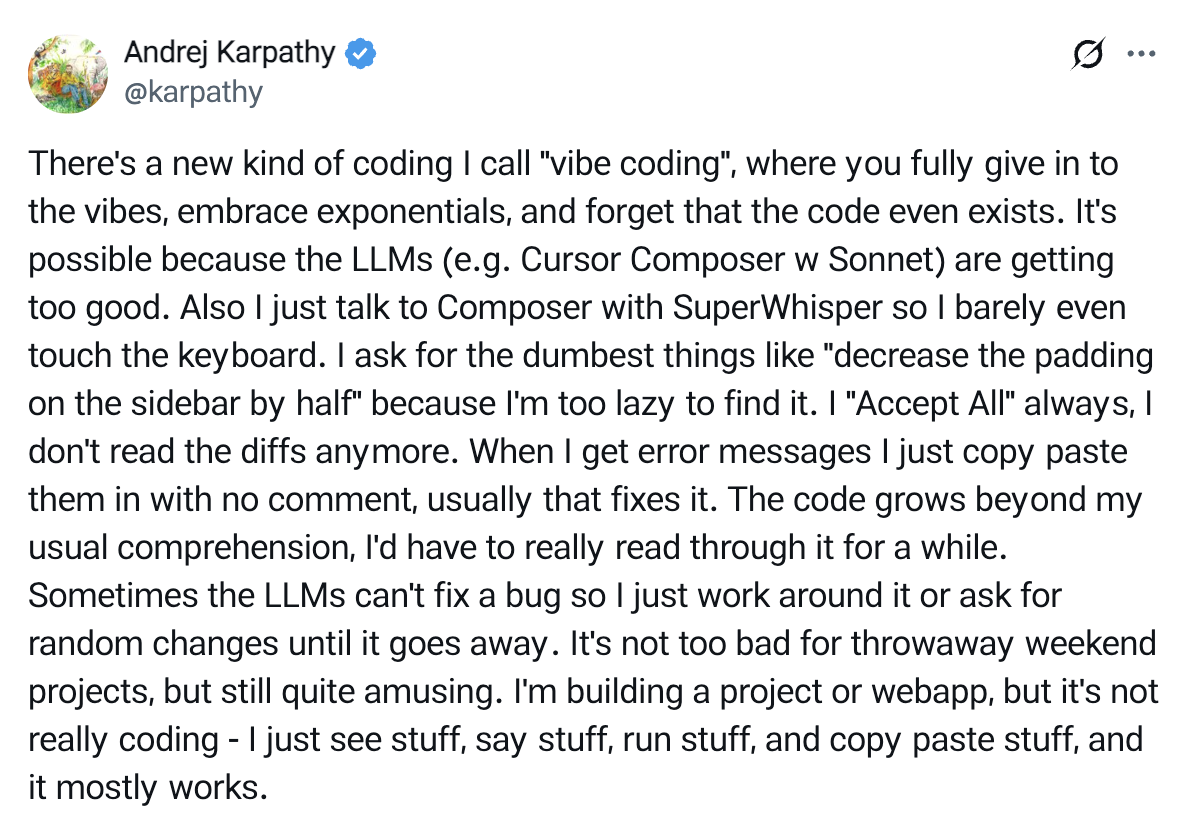 Andrej Karpathy
@karpathy
There's a new kind of coding I call "vibe coding", where you fully give in to
the vibes, embrace exponentials, and forget that the code even exists. It's
possible because the LLMs (e.g. Cursor Composer w Sonnet) are getting
too good. Also I just talk to Composer with SuperWhisper so I barely even
touch the keyboard. I ask for the dumbest things like "decrease the padding
on the sidebar by half" because I'm too lazy to find it. I "Accept All" always, I
don't read the diffs anymore. When I get error messages I just copy paste
them in with no comment, usually that fixes it. The code grows beyond my
usual comprehension, I'd have to really read through it for a while.
Sometimes the LLMs can't fix a bug so I just work around it or ask for
random changes until it goes away. It's not too bad for throwaway weekend
projects, but still quite amusing. I'm building a project or webapp, but it's not
really coding - I just see stuff, say stuff, run stuff, and copy paste stuff, and
it mostly works.